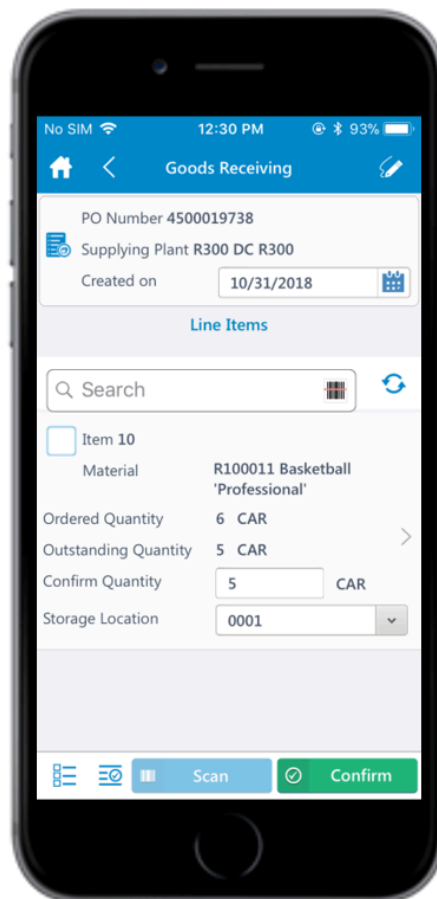 No SIM 12:30 PM 93%
Goods Receiving
PO Number 4500019738
Supplying Plant R300 DC R300
Created on 10/31/2018
Line Items
Search
Item 10
Material R100011 Basketball
'Professional'
Ordered Quantity 6 CAR
Outstanding Quantity 5 CAR
Confirm Quantity 5 CAR
Storage Location 0001
Scan Confirm